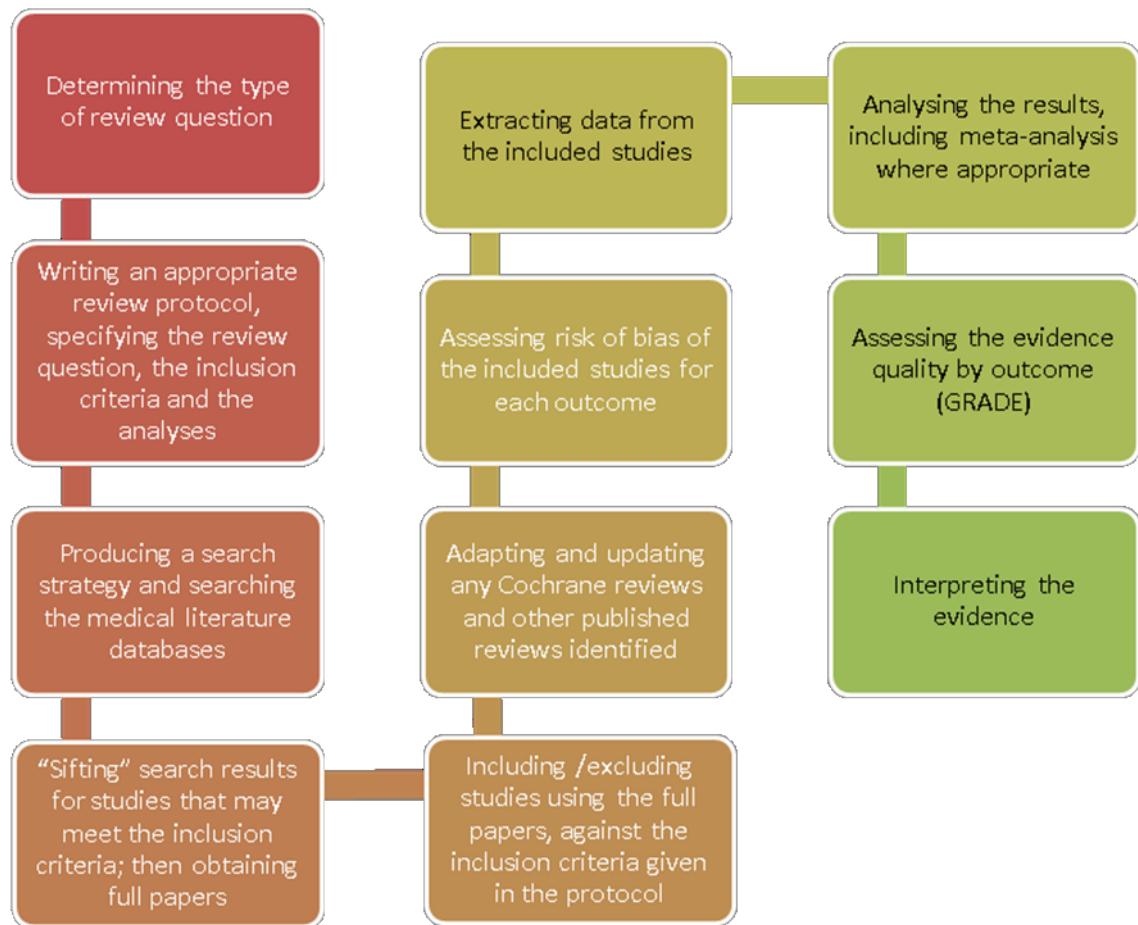 Determining the type
of review question
Writing an appropriate
review protocol,
specifying the review
question, the inclusion
criteria and the
analyses
Producing a search
strategy and searching
the medical literature
databases
“Sifting” search results
for studies that may
meet the inclusion
criteria; then obtaining
full papers
Including /excluding
studies using the full
papers, against the
inclusion criteria given
in the protocol
Adapting and updating
any Cochrane reviews
and other published
reviews identified
Assessing risk of bias of
the included studies for
each outcome
Extracting data from
the included studies
Analysing the results,
including meta-analysis
where appropriate
Assessing the evidence
quality by outcome
(GRADE)
Interpreting the
evidence